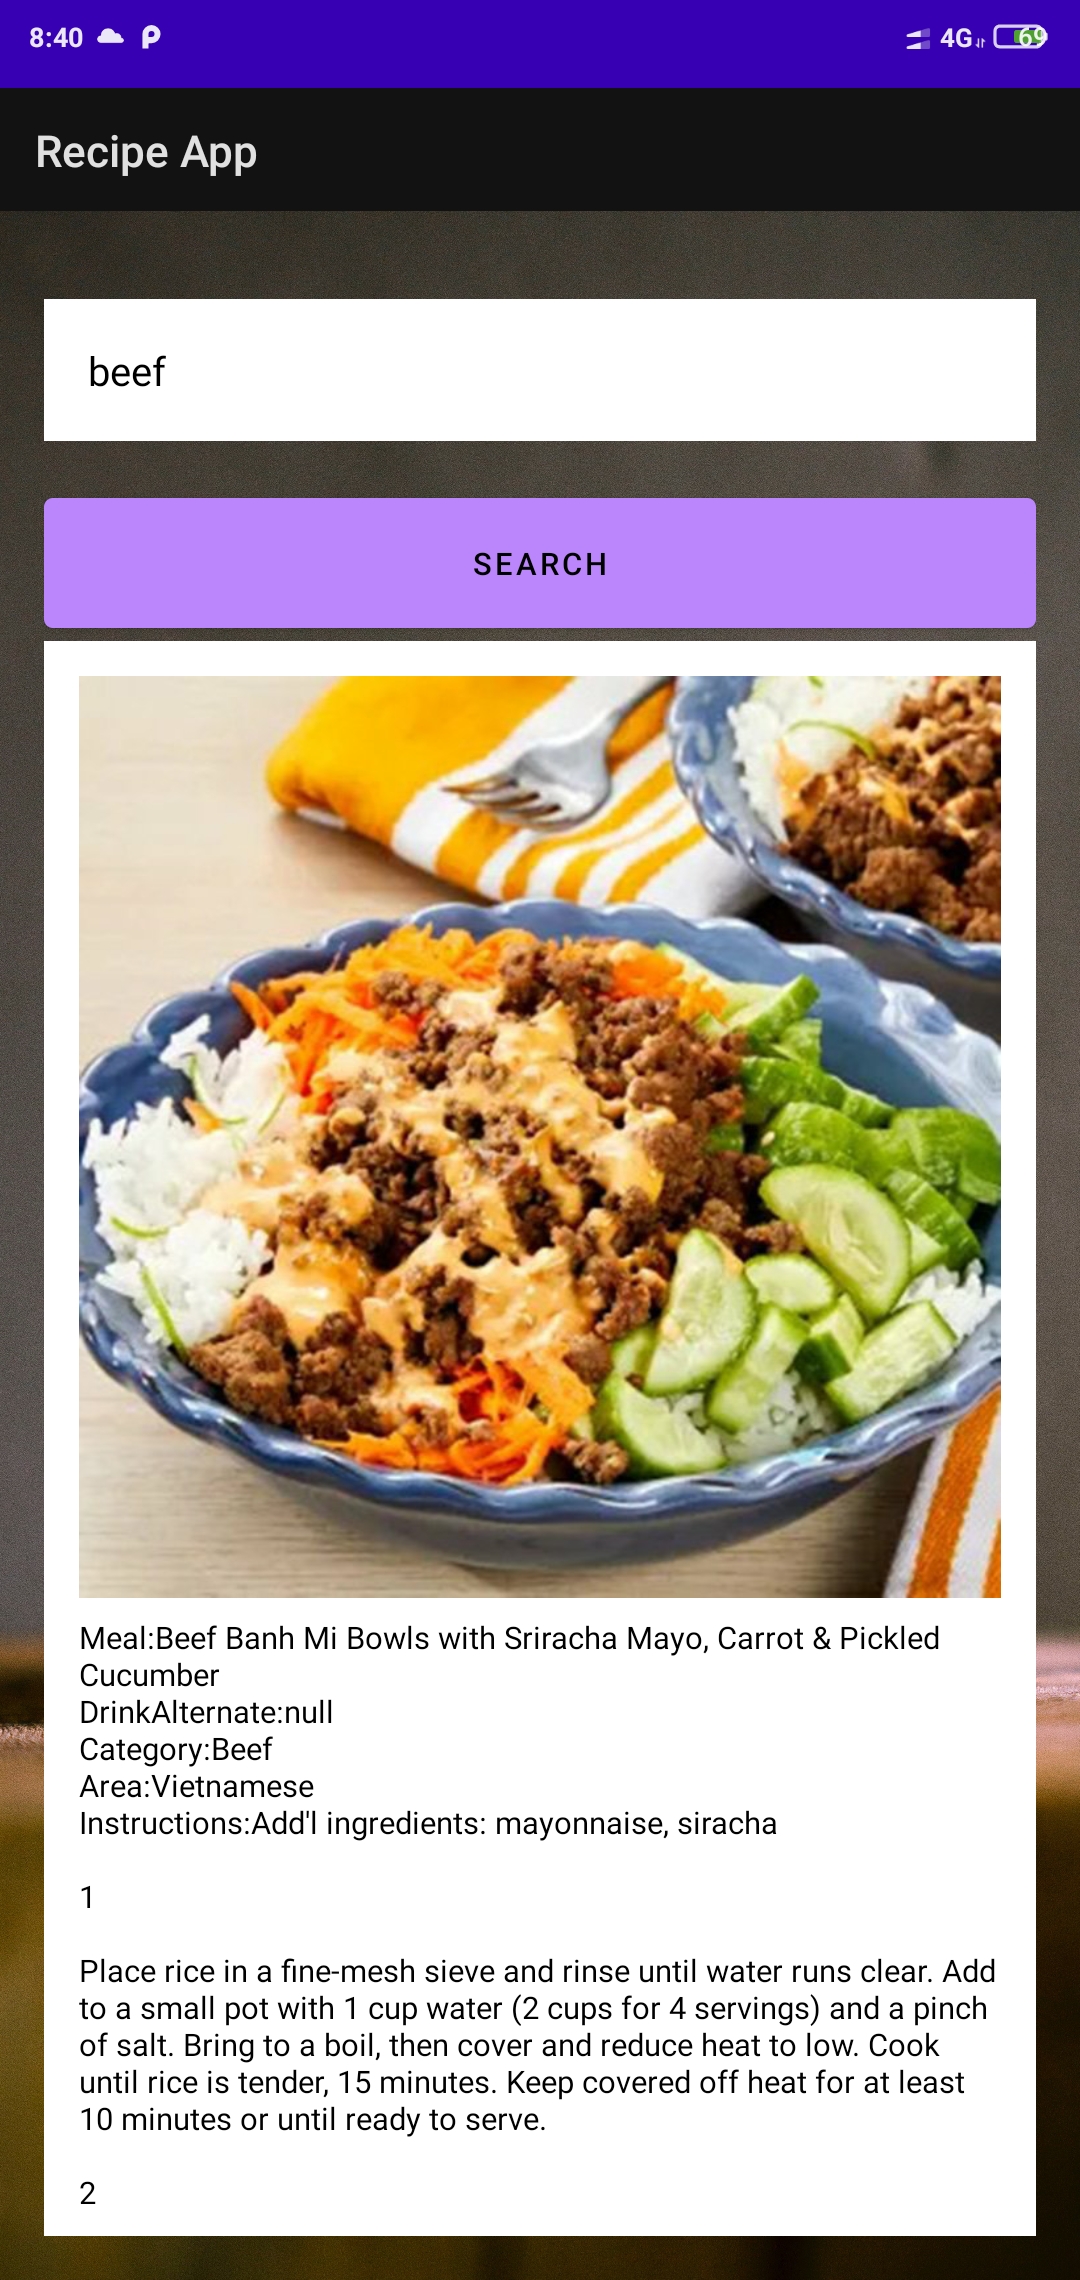 8:40
4G
69
Recipe App
beef
SEARCH
Meal:Beef Banh Mi Bowls with Sriracha Mayo, Carrot & Pickled
Cucumber
DrinkAlternate:null
Category:Beef
Area:Vietnamese
Instructions:Add'l ingredients: mayonnaise, siracha
1
Place rice in a fine-mesh sieve and rinse until water runs clear. Add
to a small pot with 1 cup water (2 cups for 4 servings) and a pinch
of salt. Bring to a boil, then cover and reduce heat to low. Cook
until rice is tender, 15 minutes. Keep covered off heat for at least
10 minutes or until ready to serve.
2